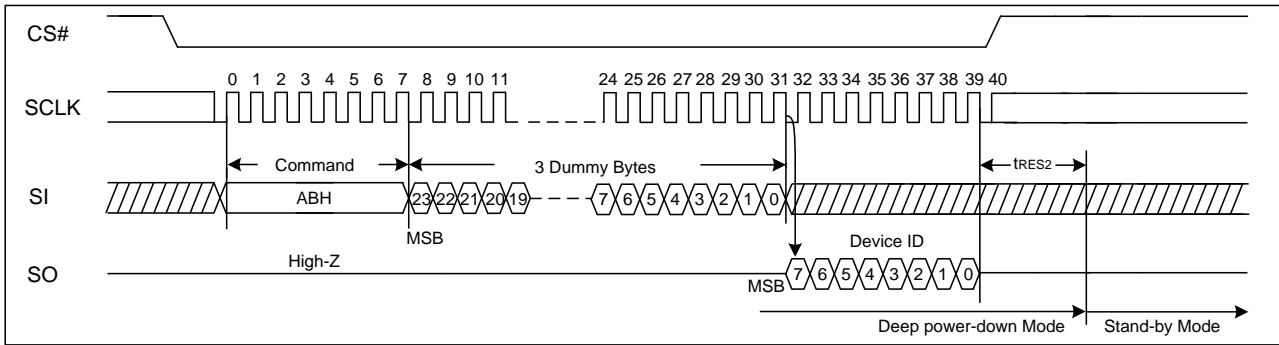 CS#
0 1 2 3 4 5 6 7 8 9 10 11 24 25 26 27 28 29 30 31 32 33 34 35 36 37 38 39 40
SCLK
Command 3 Dummy Bytes tRES2
SI ABH 23 22 21 20 19 7 6 5 4 3 2 1 0
MSB
High-Z Device ID
SO MSB 7 6 5 4 3 2 1 0
Deep power-down Mode Stand-by Mode